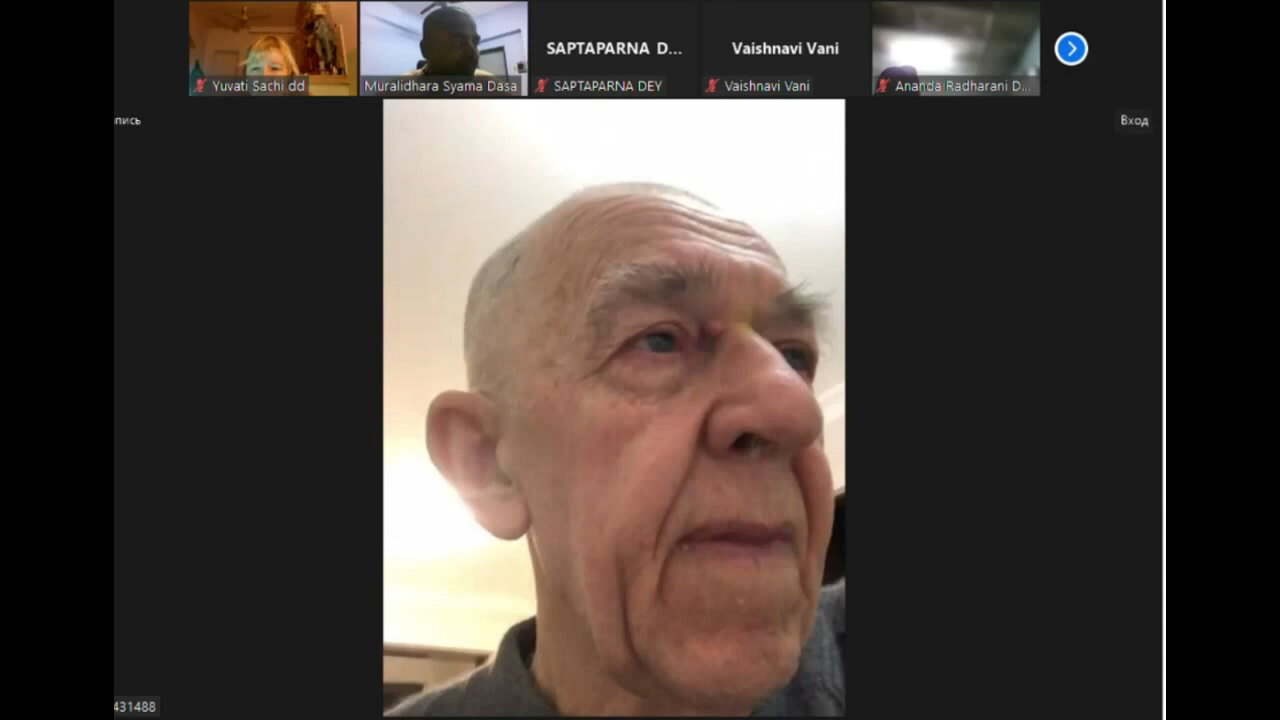 SAPTAPARNA D...
Vaishnavi Vani
Yuvati Sachi dd
Muralidhara Syama Dasa
SAPTAPARNA DEY
Vaishnavi Vani
Ananda Radharani D...
пись
Вход
431488